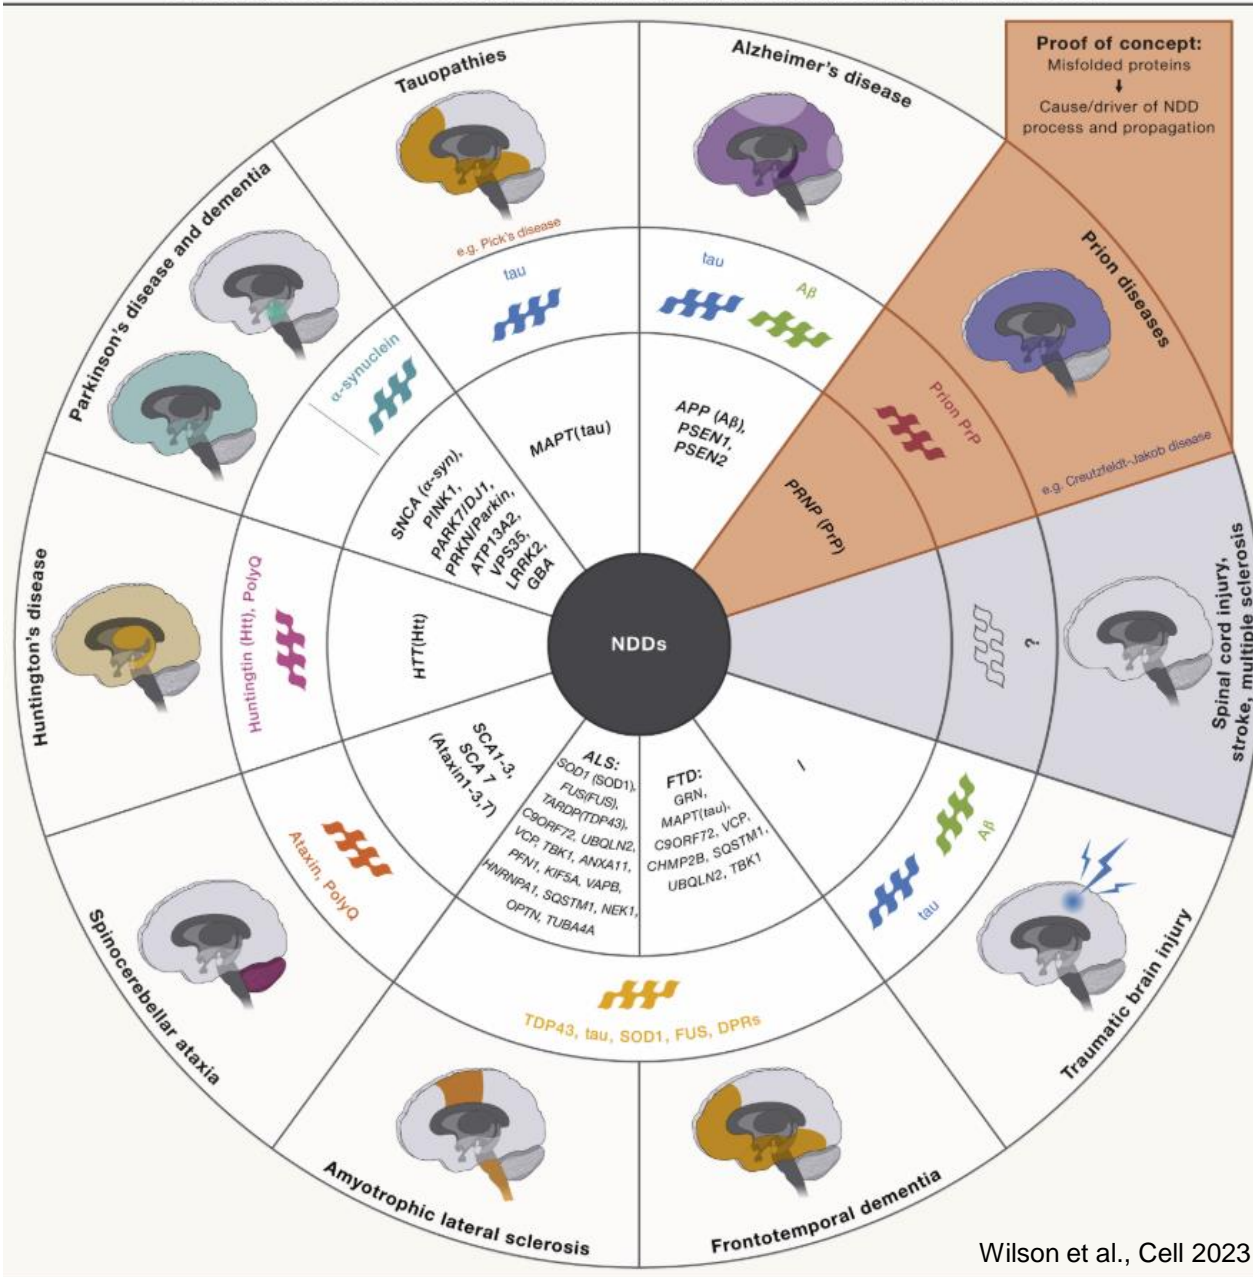 Proof of concept:
Misfolded proteins
Cause/driver of NDD
process and propagation
Tauopathies
e.g. Pick's disease
tau
MAPT(tau)
Alzheimer's disease
tau
Aβ
APP (Aβ),
PSEN1,
PSEN2
Prion diseases
e.g. Creutzfeldt-Jakob disease
Prion PrP
PRNP (PrP)
Spinal cord injury,
stroke, multiple sclerosis
?
Traumatic brain injury
Aβ
tau
/
Frontotemporal dementia
FTD:
GRN,
MAPT(tau),
C9ORF72, VCP,
CHMP2B, SQSTM1,
UBQLN2, TBK1
TDP43, tau, SOD1, FUS, DPRs
Amyotrophic lateral sclerosis
ALS:
SOD1 (SOD1),
FUS(FUS),
TARDP(TDP43),
C9ORF72, UBQLN2,
VCP, TBK1, ANXA11,
PFN1, KIF5A, VAPB,
HNRNPA1, SQSTM1, NEK1,
OPTN, TUBA4A
Spinocerebellar ataxia
Ataxin, PolyQ
SCA1-3,
SCA 7
(Ataxin1-3,7)
Huntington's disease
Huntingtin (Htt), PolyQ
HTT(Htt)
Parkinson's disease and dementia
α-synuclein
SNCA (α-syn),
PINK1,
PARK7/DJ1,
PRKN/Parkin,
ATP13A2,
VPS35,
LRRK2,
GBA
NDDs
Wilson et al., Cell 2023